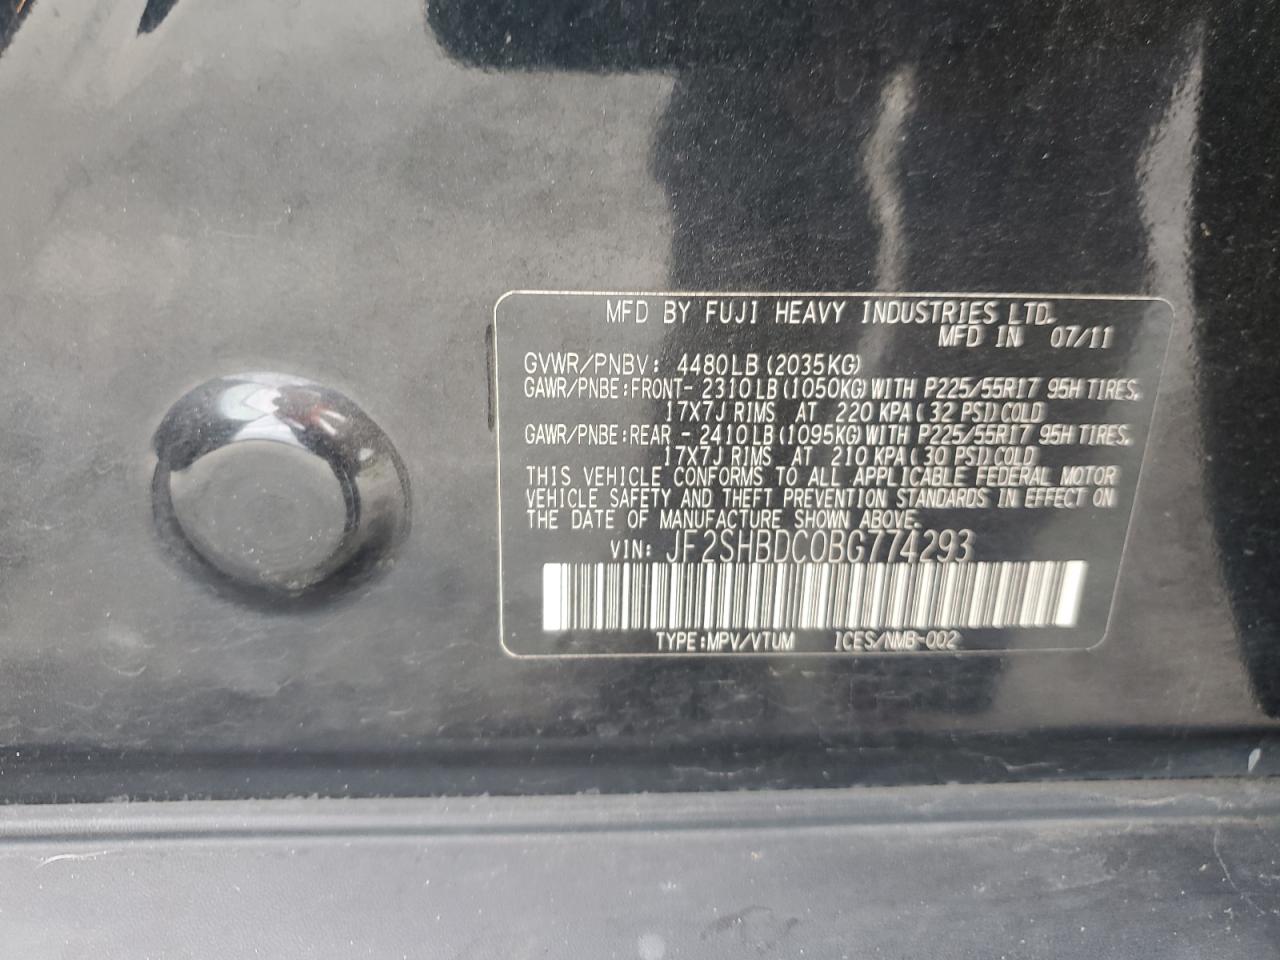 MFD BY FUJI HEAVY INDUSTRIES LTD.
MFD IN 07/11
GVWR/PNBV: 4480LB (2035KG)
GAWR/PNBE:FRONT- 2310LB(1050KG)WITH P225/55R17 95H TIRES,
17X7J RIMS AT 220 KPA(32 PSI)COLD
GAWR/PNBE:REAR - 2410LB(1095KG)WITH P225/55R17 95H TIRES,
17X7J RIMS AT 210 KPA(30 PSI)COLD
THIS VEHICLE CONFORMS TO ALL APPLICABLE FEDERAL MOTOR
VEHICLE SAFETY AND THEFT PREVENTION STANDARDS IN EFFECT ON
THE DATE OF MANUFACTURE SHOWN ABOVE.
VIN: JF2SHBDC0BG774293
TYPE:MPV/VTUM ICES/NMB-002